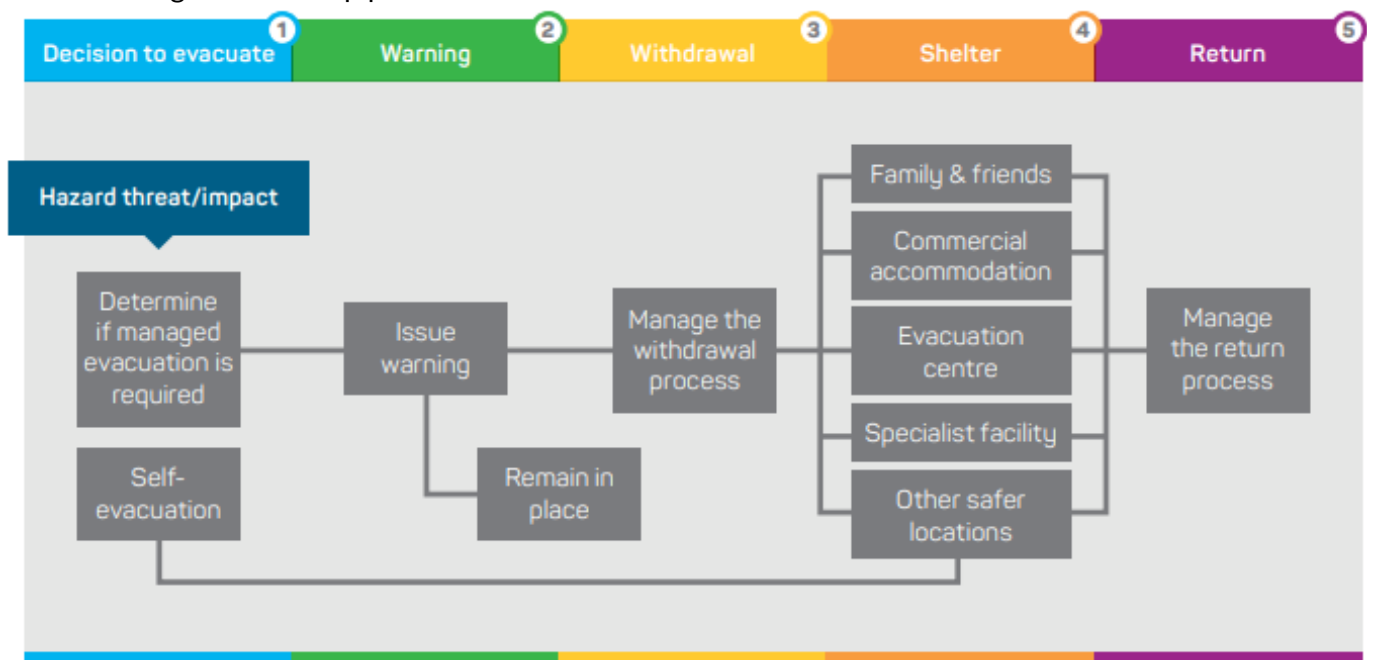 Decision to evacuate
1
Warning
2
Withdrawal
3
Shelter
4
Return
5
Hazard threat/impact
Determine
if managed
evacuation is
required
Self-
evacuation
Issue
warning
Remain in
place
Manage the
withdrawal
process
Family & friends
Commercial
accommodation
Evacuation
centre
Specialist facility
Other safer
locations
Manage
the return
process